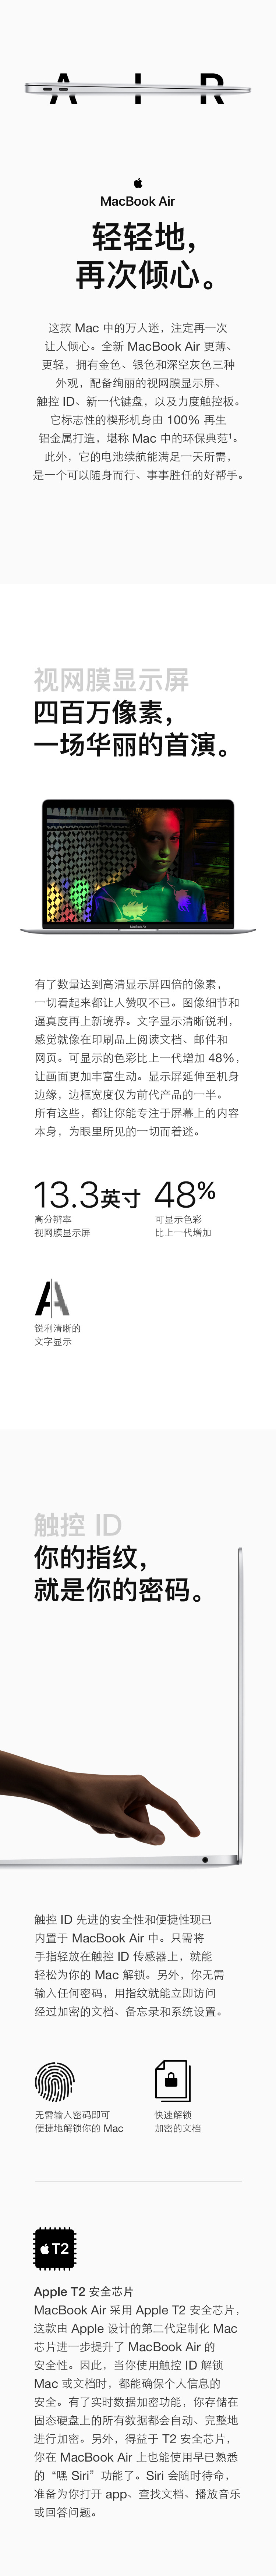 AIR
MacBook Air
轻轻地，
再次倾心。
这款 Mac 中的万人迷，注定再一次
让人倾心。全新 MacBook Air 更薄、
更轻，拥有金色、银色和深空灰色三种
外观，配备绚丽的视网膜显示屏、
触控 ID、新一代键盘，以及力度触控板。
它标志性的楔形机身由 100% 再生
铝金属打造，堪称 Mac 中的环保典范¹。
此外，它的电池续航能满足一天所需，
是一个可以随身而行、事事胜任的好帮手。
视网膜显示屏
四百万像素，
一场华丽的首演。
MacBook Air
有了数量达到高清显示屏四倍的像素，
一切看起来都让人赞叹不已。图像细节和
逼真度再上新境界。文字显示清晰锐利，
感觉就像在印刷品上阅读文档、邮件和
网页。可显示的色彩比上一代增加 48%，
让画面更加丰富生动。显示屏延伸至机身
边缘，边框宽度仅为前代产品的一半。
所有这些，都让你能专注于屏幕上的内容
本身，为眼里所见的一切而着迷。
13.3英寸 48%
高分辨率 可显示色彩
视网膜显示屏 比上一代增加
A
锐利清晰的
文字显示
触控 ID
你的指纹，
就是你的密码。
触控 ID 先进的安全性和便捷性现已
内置于 MacBook Air 中。只需将
手指轻放在触控 ID 传感器上，就能
轻松为你的 Mac 解锁。另外，你无需
输入任何密码，用指纹就能立即访问
经过加密的文档、备忘录和系统设置。
无需输入密码即可 快速解锁
便捷地解锁你的 Mac 加密的文档
T2
Apple T2 安全芯片
MacBook Air 采用 Apple T2 安全芯片，
这款由 Apple 设计的第二代定制化 Mac
芯片进一步提升了 MacBook Air 的
安全性。因此，当你使用触控 ID 解锁
Mac 或文档时，都能确保个人信息的
安全。有了实时数据加密功能，你存储在
固态硬盘上的所有数据都会自动、完整地
进行加密。另外，得益于 T2 安全芯片，
你在 MacBook Air 上也能使用早已熟悉
的“嘿 Siri”功能了。Siri 会随时待命，
准备为你打开 app、查找文档、播放音乐
或回答问题。